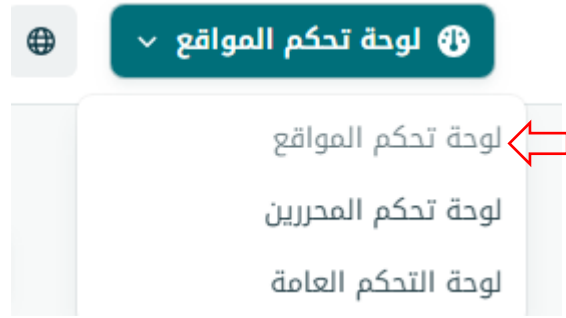 لوحة تحكم المواقع
لوحة تحكم المواقع
لوحة تحكم المحررين
لوحة التحكم العامة